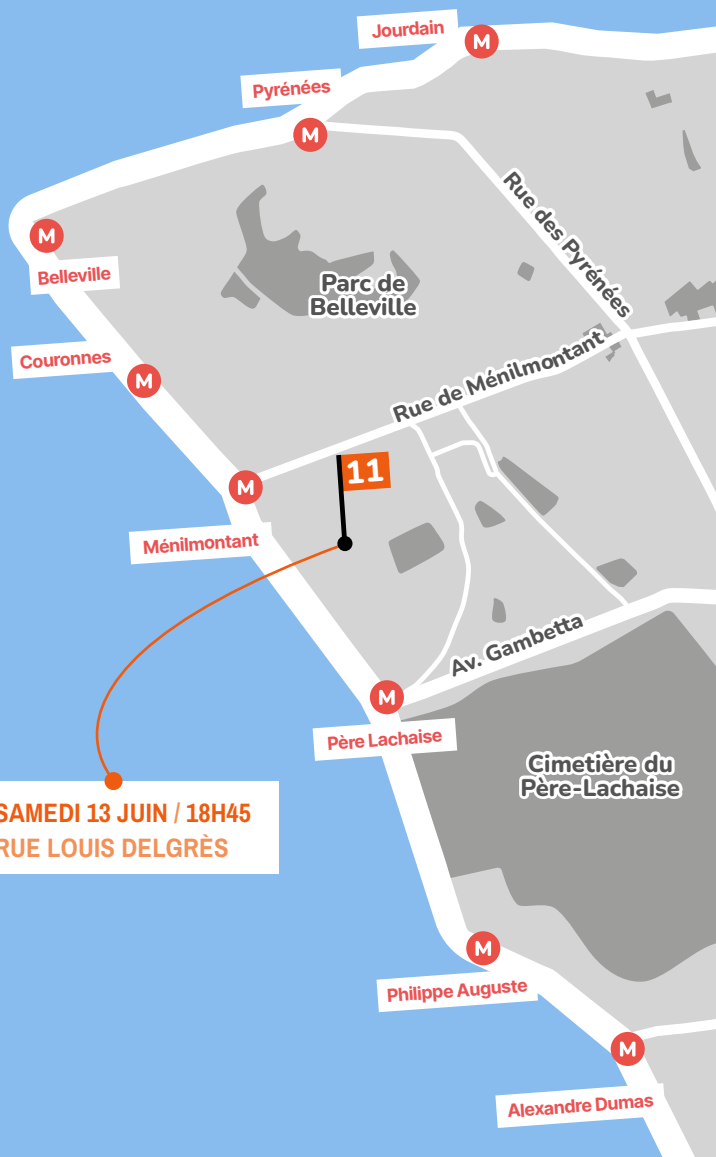 Jourdain
M
Pyrénées
M
Rue des Pyrénées
M
Belleville
Parc de
Belleville
Couronnes
M
Rue de Ménilmontant
11
M
Ménilmontant
Av. Gambetta
M
Père Lachaise
Cimetière du
Père-Lachaise
SAMEDI 13 JUIN / 18H45
RUE LOUIS DELGRÈS
M
Philippe Auguste
M
Alexandre Dumas